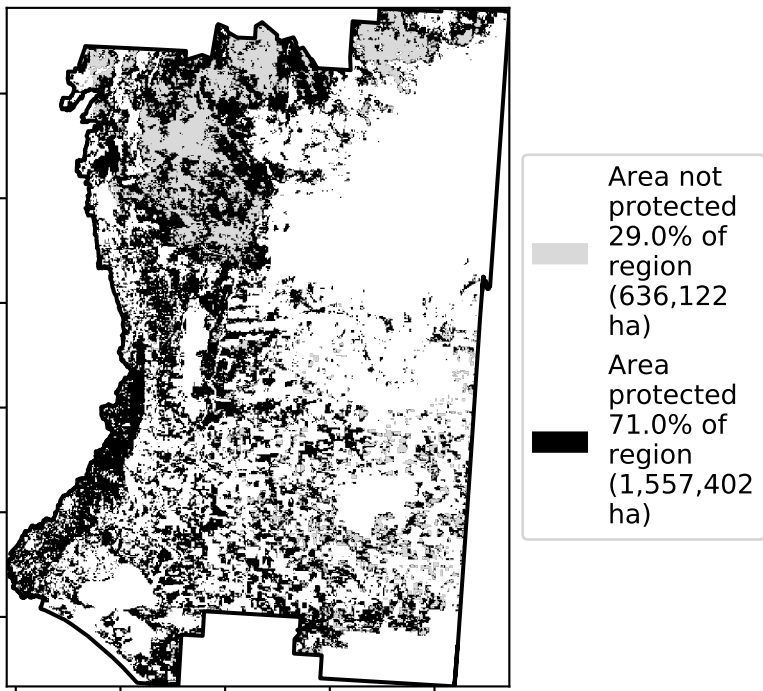 Area not
protected
29.0% of
region
(636,122
ha)
Area
protected
71.0% of
region
(1,557,402
ha)